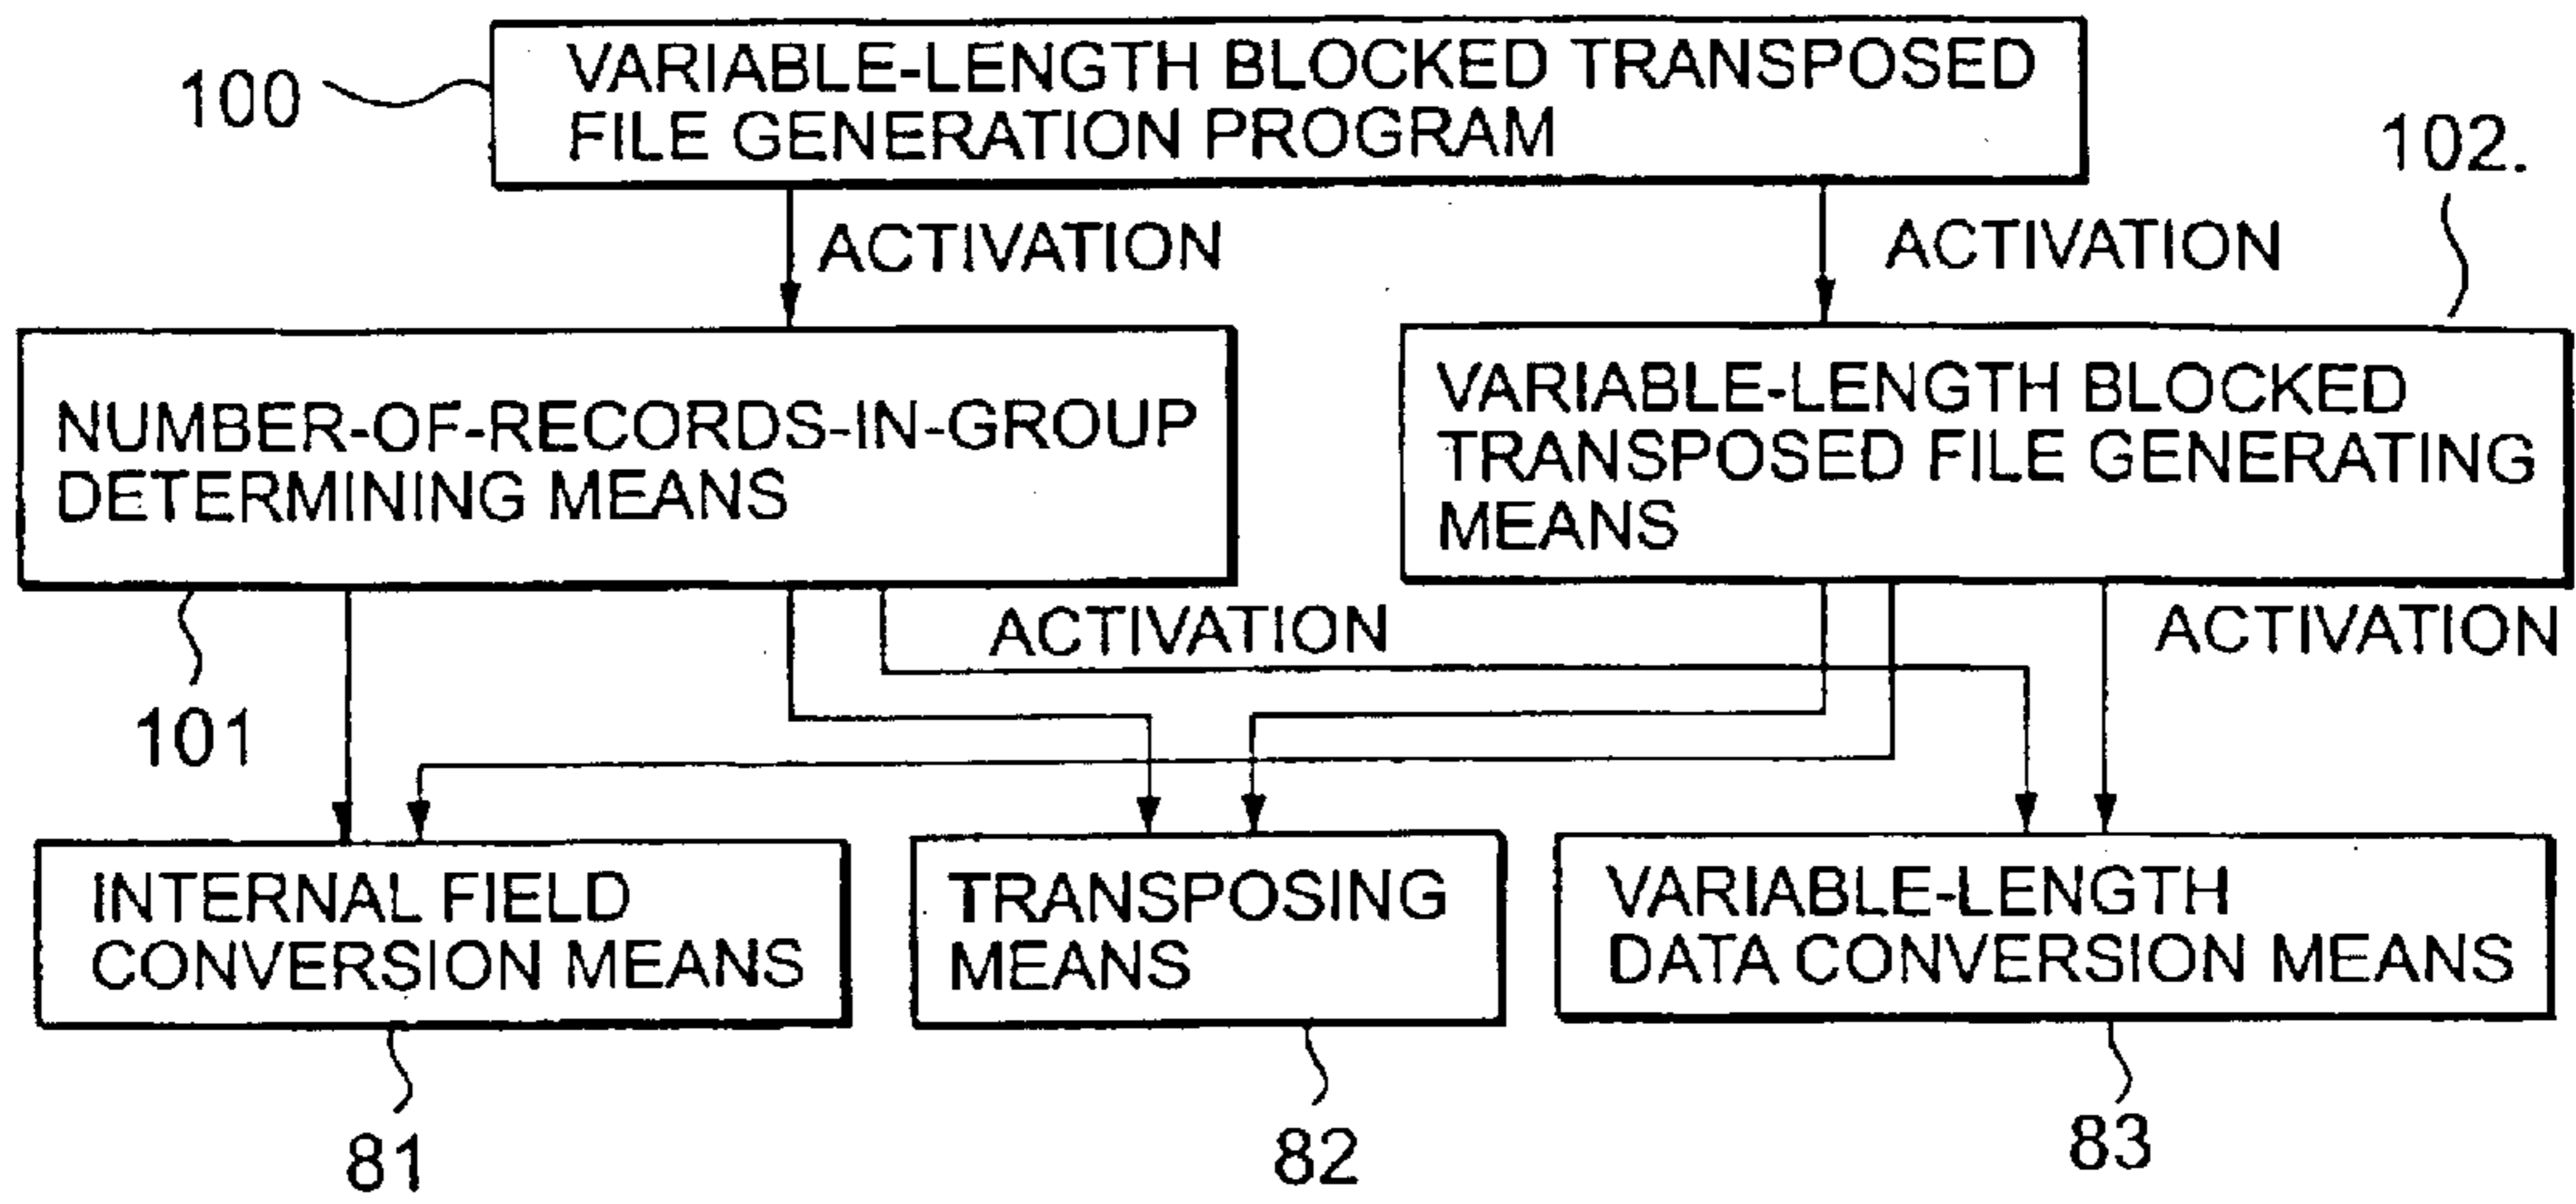 VARIABLE-LENGTH BLOCKED TRANSPOSED
FILE GENERATION PROGRAM
100
102.
ACTIVATION
ACTIVATION
NUMBER-OF-RECORDS-IN-GROUP
DETERMINING MEANS
VARIABLE-LENGTH BLOCKED
TRANSPOSED FILE GENERATING
MEANS
ACTIVATION
ACTIVATION
101
INTERNAL FIELD
CONVERSION MEANS
TRANSPOSING
MEANS
VARIABLE-LENGTH
DATA CONVERSION MEANS
81
82
83